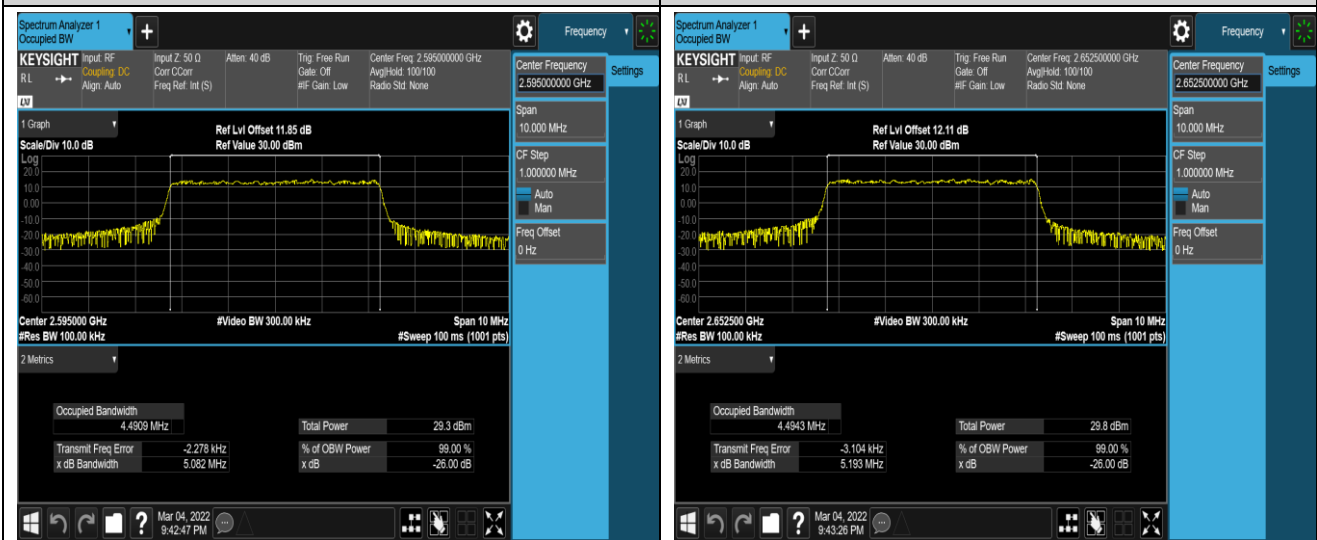 Spectrum Analyzer 1
Occupied BW
+
Frequency
KEYSIGHT
Input: RF
Input Z: 50 Ω
Atten: 40 dB
Trig: Free Run
Center Freq: 2.595000000 GHz
RL
Coupling: DC
Corr CCorr
Gate: Off
Avg|Hold: 100/100
Align: Auto
Freq Ref: Int (S)
#IF Gain: Low
Radio Std: None
LXI
Center Frequency
2.595000000 GHz
Settings
Span
10.000 MHz
CF Step
1.000000 MHz
Auto
Man
Freq Offset
0 Hz
1 Graph
Ref Lvl Offset 11.85 dB
Scale/Div 10.0 dB
Ref Value 30.00 dBm
Log
20.0
10.0
0.00
-10.0
-20.0
-30.0
-40.0
-50.0
-60.0
Center 2.595000 GHz
#Video BW 300.00 kHz
Span 10 MHz
#Res BW 100.00 kHz
#Sweep 100 ms (1001 pts)
2 Metrics
Occupied Bandwidth
4.4909 MHz
Total Power 29.3 dBm
Transmit Freq Error -2.278 kHz
% of OBW Power 99.00 %
x dB Bandwidth 5.082 MHz
x dB -26.00 dB
?
Mar 04, 2022
9:42:47 PM
Spectrum Analyzer 1
Occupied BW
+
Frequency
KEYSIGHT
Input: RF
Input Z: 50 Ω
Atten: 40 dB
Trig: Free Run
Center Freq: 2.652500000 GHz
RL
Coupling: DC
Corr CCorr
Gate: Off
Avg|Hold: 100/100
Align: Auto
Freq Ref: Int (S)
#IF Gain: Low
Radio Std: None
LXI
Center Frequency
2.652500000 GHz
Settings
Span
10.000 MHz
CF Step
1.000000 MHz
Auto
Man
Freq Offset
0 Hz
1 Graph
Ref Lvl Offset 12.11 dB
Scale/Div 10.0 dB
Ref Value 30.00 dBm
Log
20.0
10.0
0.00
-10.0
-20.0
-30.0
-40.0
-50.0
-60.0
Center 2.652500 GHz
#Video BW 300.00 kHz
Span 10 MHz
#Res BW 100.00 kHz
#Sweep 100 ms (1001 pts)
2 Metrics
Occupied Bandwidth
4.4943 MHz
Total Power 29.8 dBm
Transmit Freq Error -3.104 kHz
% of OBW Power 99.00 %
x dB Bandwidth 5.193 MHz
x dB -26.00 dB
?
Mar 04, 2022
9:43:26 PM